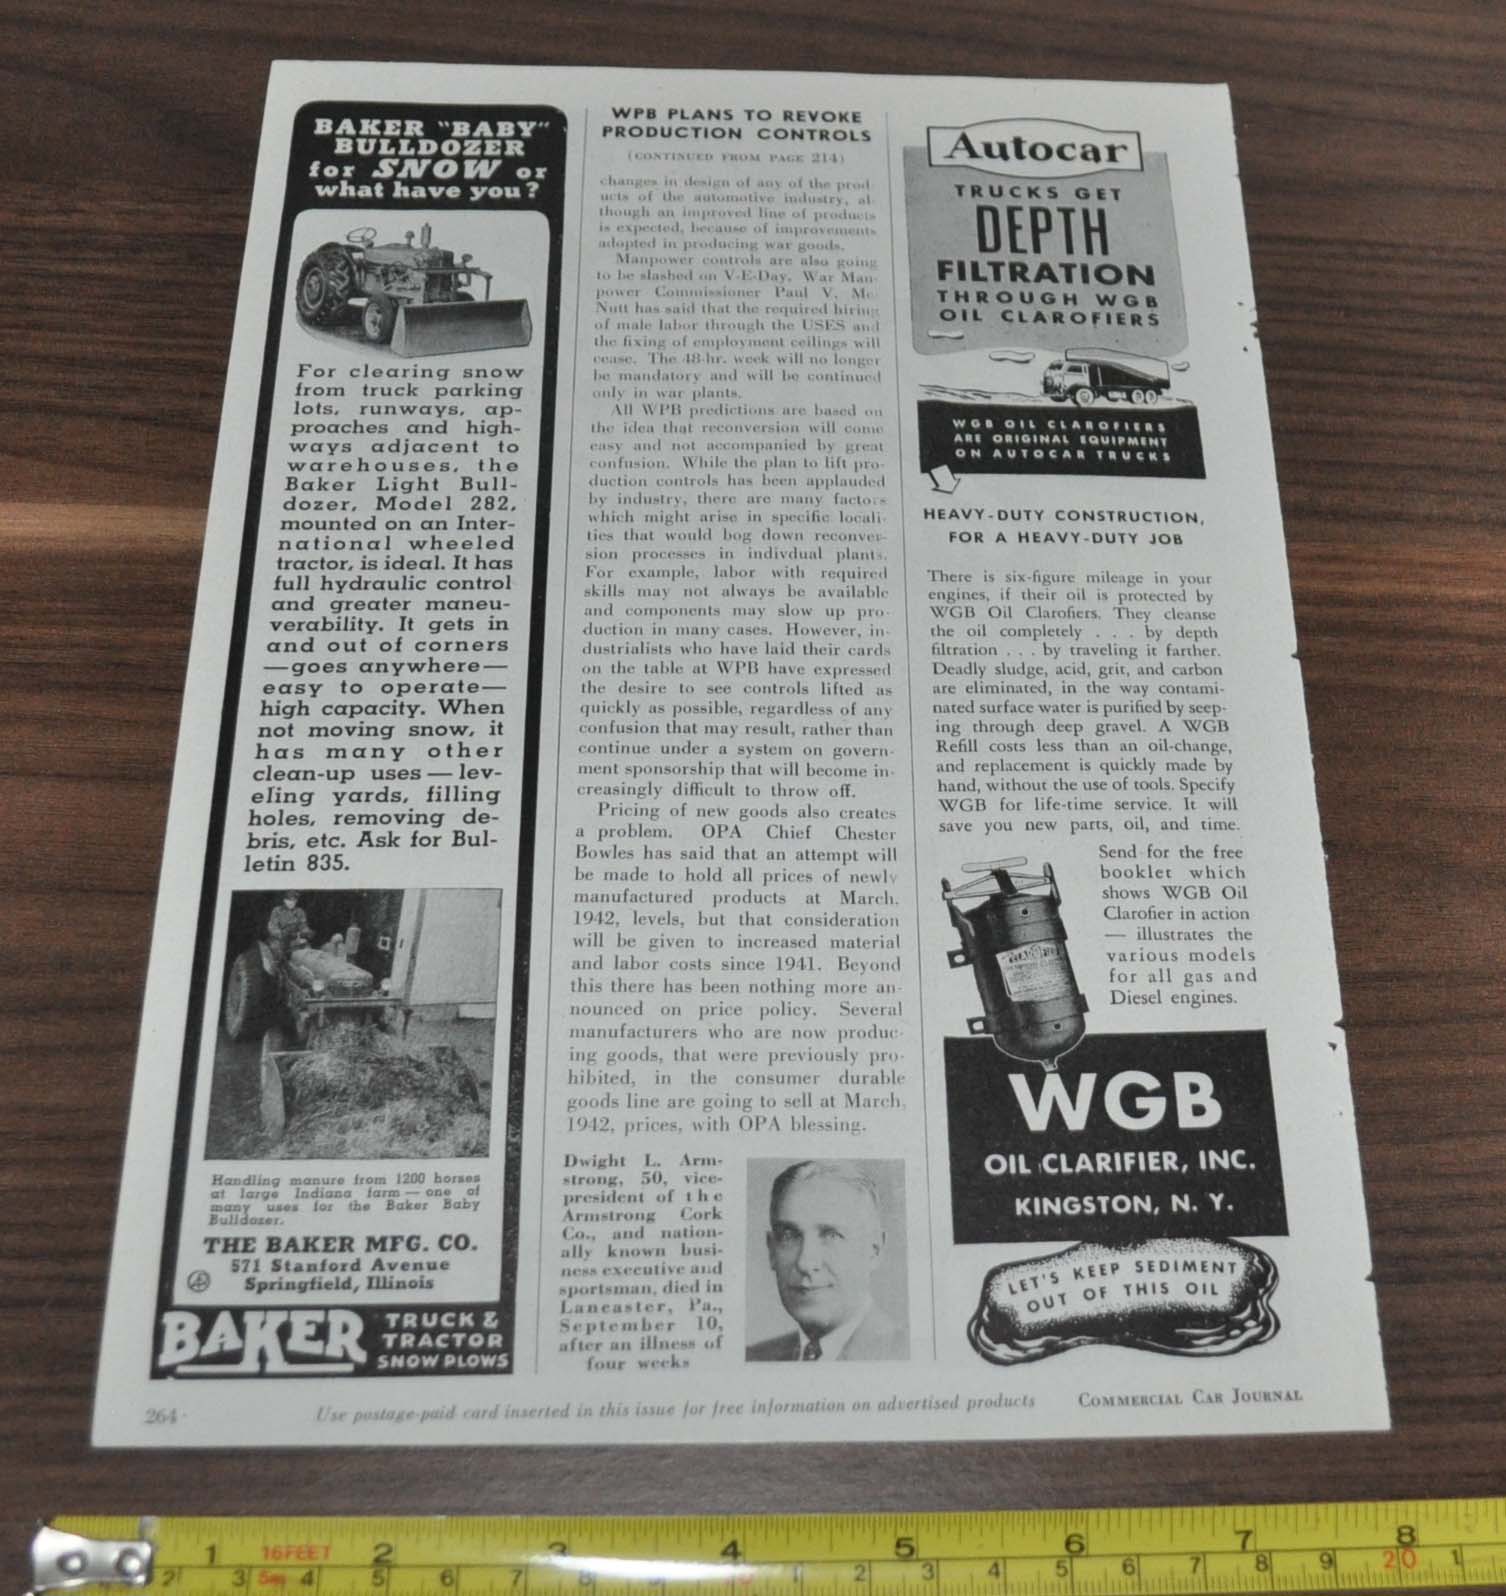 BAKER "BABY"
BULLDOZER
for SNOW or
what have you?
For clearing snow
from truck parking
lots, runways, ap-
proaches and high-
ways adjacent to
warehouses, the
Baker Light Bull-
dozer, Model 282,
mounted on an Inter-
national wheeled
tractor, is ideal. It has
full hydraulic control
and greater maneu-
verability. It gets in
and out of corners
—goes anywhere—
easy to operate—
high capacity. When
not moving snow, it
has many other
clean-up uses — lev-
eling yards, filling
holes, removing de-
bris, etc. Ask for Bul-
letin 835.
Handling manure from 1200 horses
at large Indiana farm — one of
many uses for the Baker Baby
Bulldozer.
THE BAKER MFG. CO.
571 Stanford Avenue
Springfield, Illinois
BAKER
TRUCK &
TRACTOR
SNOW PLOWS
WPB PLANS TO REVOKE
PRODUCTION CONTROLS
(CONTINUED FROM PAGE 214)
changes in design of any of the prod
ucts of the automotive industry, al-
though an improved line of products
is expected, because of improvements
adopted in producing war goods.
Manpower controls are also going
to be slashed on V-E-Day. War Man-
power Commissioner Paul V. Mc
Nutt has said that the required hiring
of male labor through the USES and
the fixing of employment ceilings will
cease. The 48-hr. week will no longer
be mandatory and will be continued
only in war plants.
All WPB predictions are based on
the idea that reconversion will come
easy and not accompanied by great
confusion. While the plan to lift pro-
duction controls has been applauded
by industry, there are many factors
which might arise in specific locali-
ties that would bog down reconver-
sion processes in indivdual plants.
For example, labor with required
skills may not always be available
and components may slow up pro-
duction in many cases. However, in-
dustrialists who have laid their cards
on the table at WPB have expressed
the desire to see controls lifted as
quickly as possible, regardless of any
confusion that may result, rather than
continue under a system on govern-
ment sponsorship that will become in-
creasingly difficult to throw off.
Pricing of new goods also creates
a problem. OPA Chief Chester
Bowles has said that an attempt will
be made to hold all prices of newly
manufactured products at March,
1942, levels, but that consideration
will be given to increased material
and labor costs since 1941. Beyond
this there has been nothing more an-
nounced on price policy. Several
manufacturers who are now produc-
ing goods, that were previously pro-
hibited, in the consumer durable
goods line are going to sell at March,
1942, prices, with OPA blessing.
Dwight L. Arm-
strong, 50, vice-
president of the
Armstrong Cork
Co., and nation-
ally known busi-
ness executive and
sportsman, died in
Lancaster, Pa.,
September 10,
after an illness of
four weeks
Autocar
TRUCKS GET
DEPTH
FILTRATION
THROUGH WGB
OIL CLAROFIERS
WGB OIL CLAROFIERS
ARE ORIGINAL EQUIPMENT
ON AUTOCAR TRUCKS
HEAVY-DUTY CONSTRUCTION,
FOR A HEAVY-DUTY JOB
There is six-figure mileage in your
engines, if their oil is protected by
WGB Oil Clarofiers. They cleanse
the oil completely . . . by depth
filtration . . . by traveling it farther.
Deadly sludge, acid, grit, and carbon
are eliminated, in the way contami-
nated surface water is purified by seep-
ing through deep gravel. A WGB
Refill costs less than an oil-change,
and replacement is quickly made by
hand, without the use of tools. Specify
WGB for life-time service. It will
save you new parts, oil, and time.
Send for the free
booklet which
shows WGB Oil
Clarofier in action
— illustrates the
various models
for all gas and
Diesel engines.
CLAROFIER
WGB
OIL CLARIFIER, INC.
KINGSTON, N. Y.
LET'S KEEP SEDIMENT
OUT OF THIS OIL
264
Use postage-paid card inserted in this issue for free information on advertised products
COMMERCIAL CAR JOURNAL
1 16FEET 2 3 4 5 6 7 8
2 3 5m 4 5 6 7 8 1 2 3 4 5 6 7 8 9 20 1